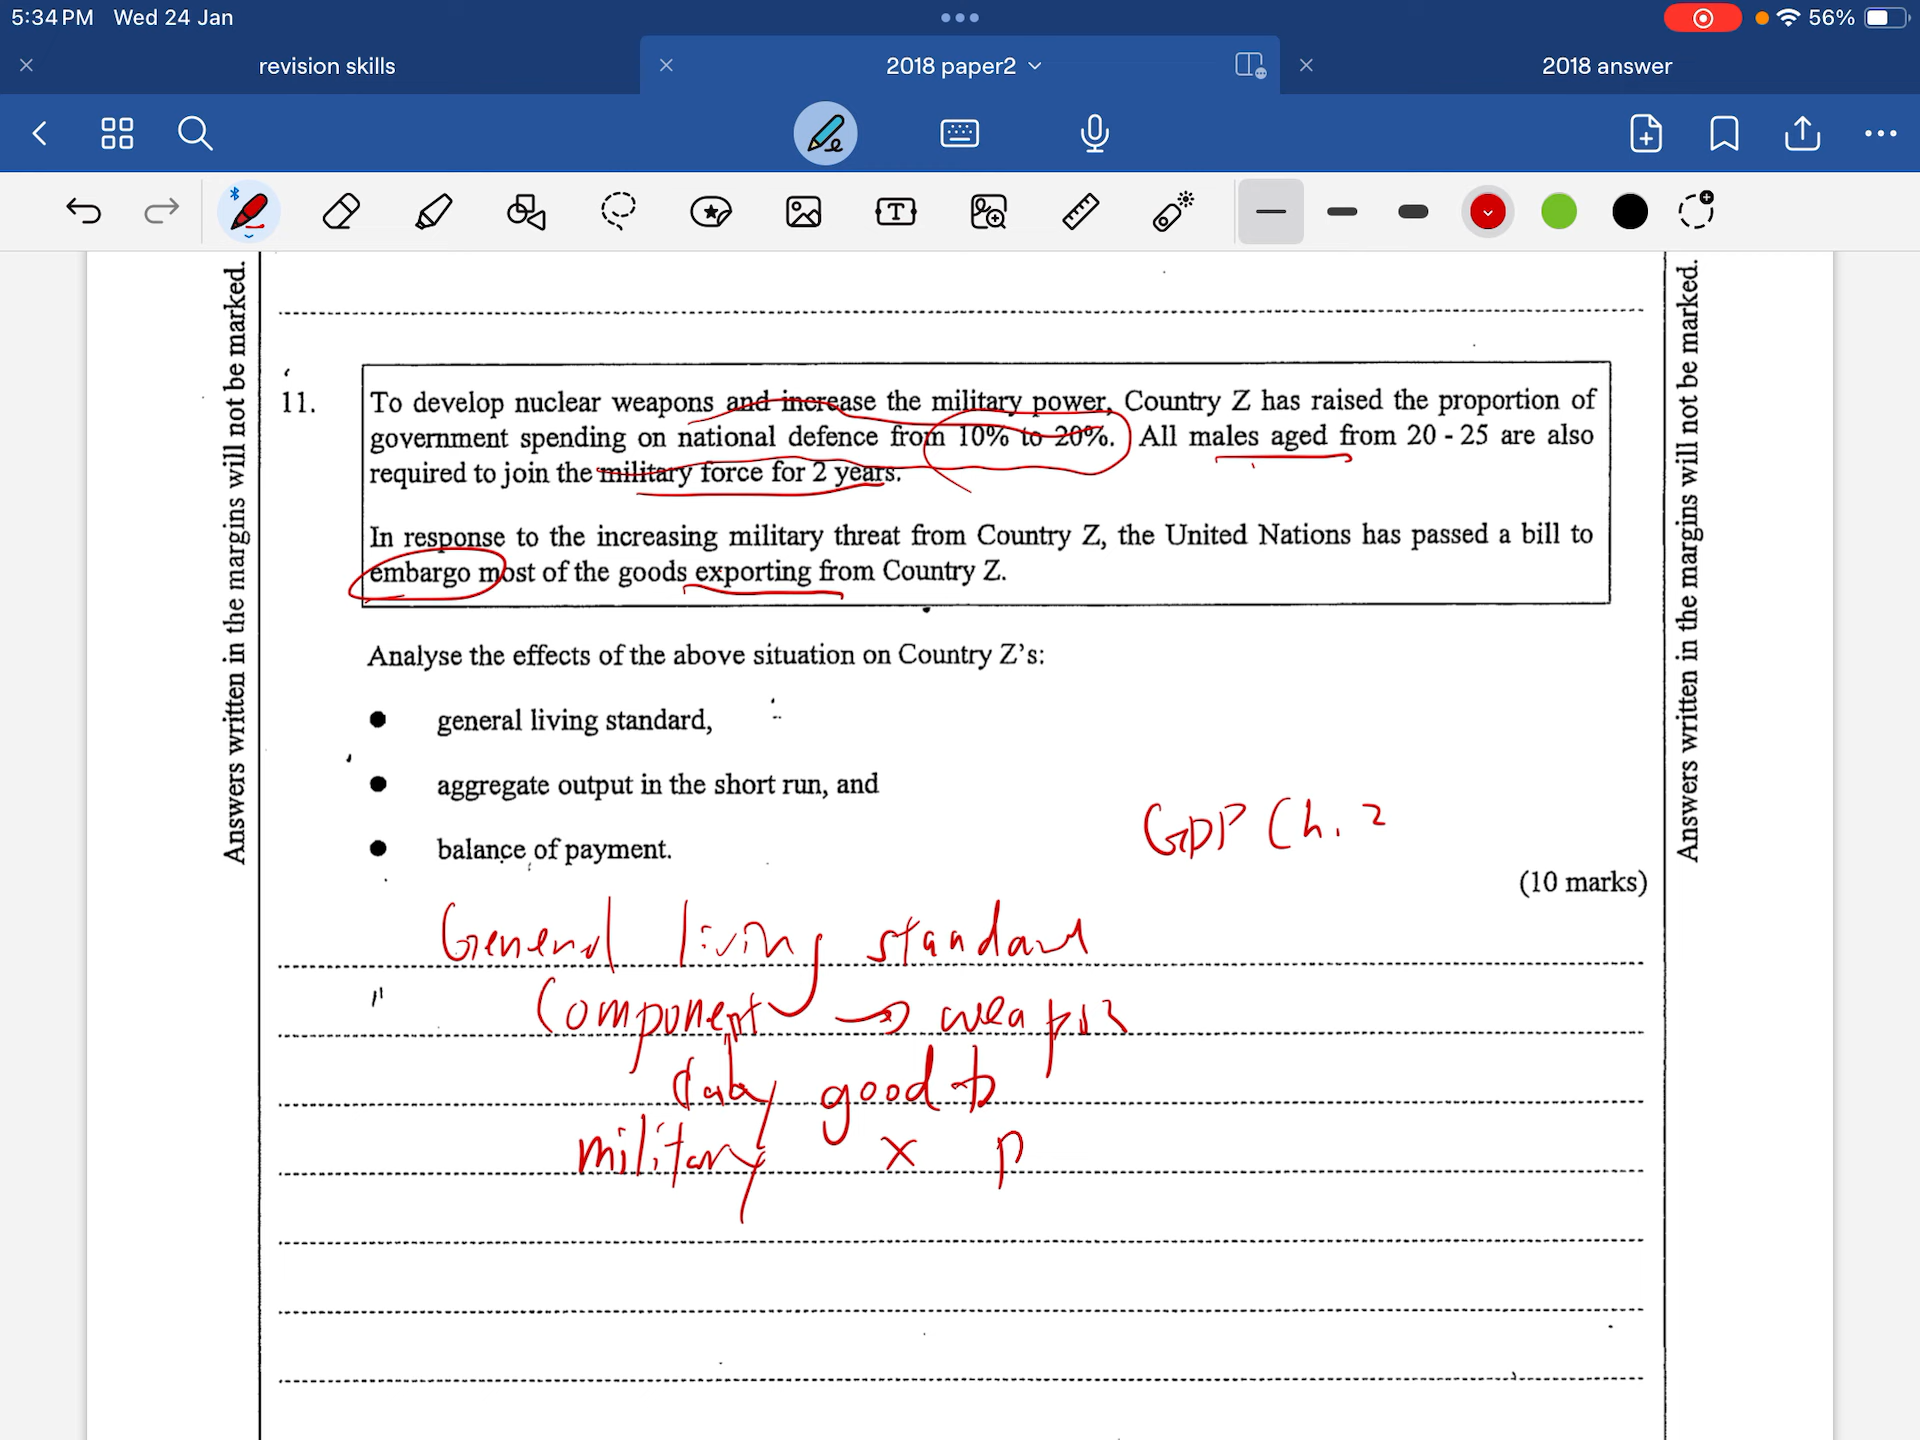 5:34 PM Wed 24 Jan
56%
revision skills
2018 paper2
2018 answer
Answers written in the margins will not be marked.
11.
To develop nuclear weapons and increase the military power, Country Z has raised the proportion of
government spending on national defence from 10% to 20%. All males aged from 20 - 25 are also
required to join the military force for 2 years.
In response to the increasing military threat from Country Z, the United Nations has passed a bill to
embargo most of the goods exporting from Country Z.
Analyse the effects of the above situation on Country Z's:
● general living standard,
● aggregate output in the short run, and
● balance of payment.
GDP Ch. 2
(10 marks)
General living standard
Component → weapon
good
military x p
Answers written in the margins will not be marked.